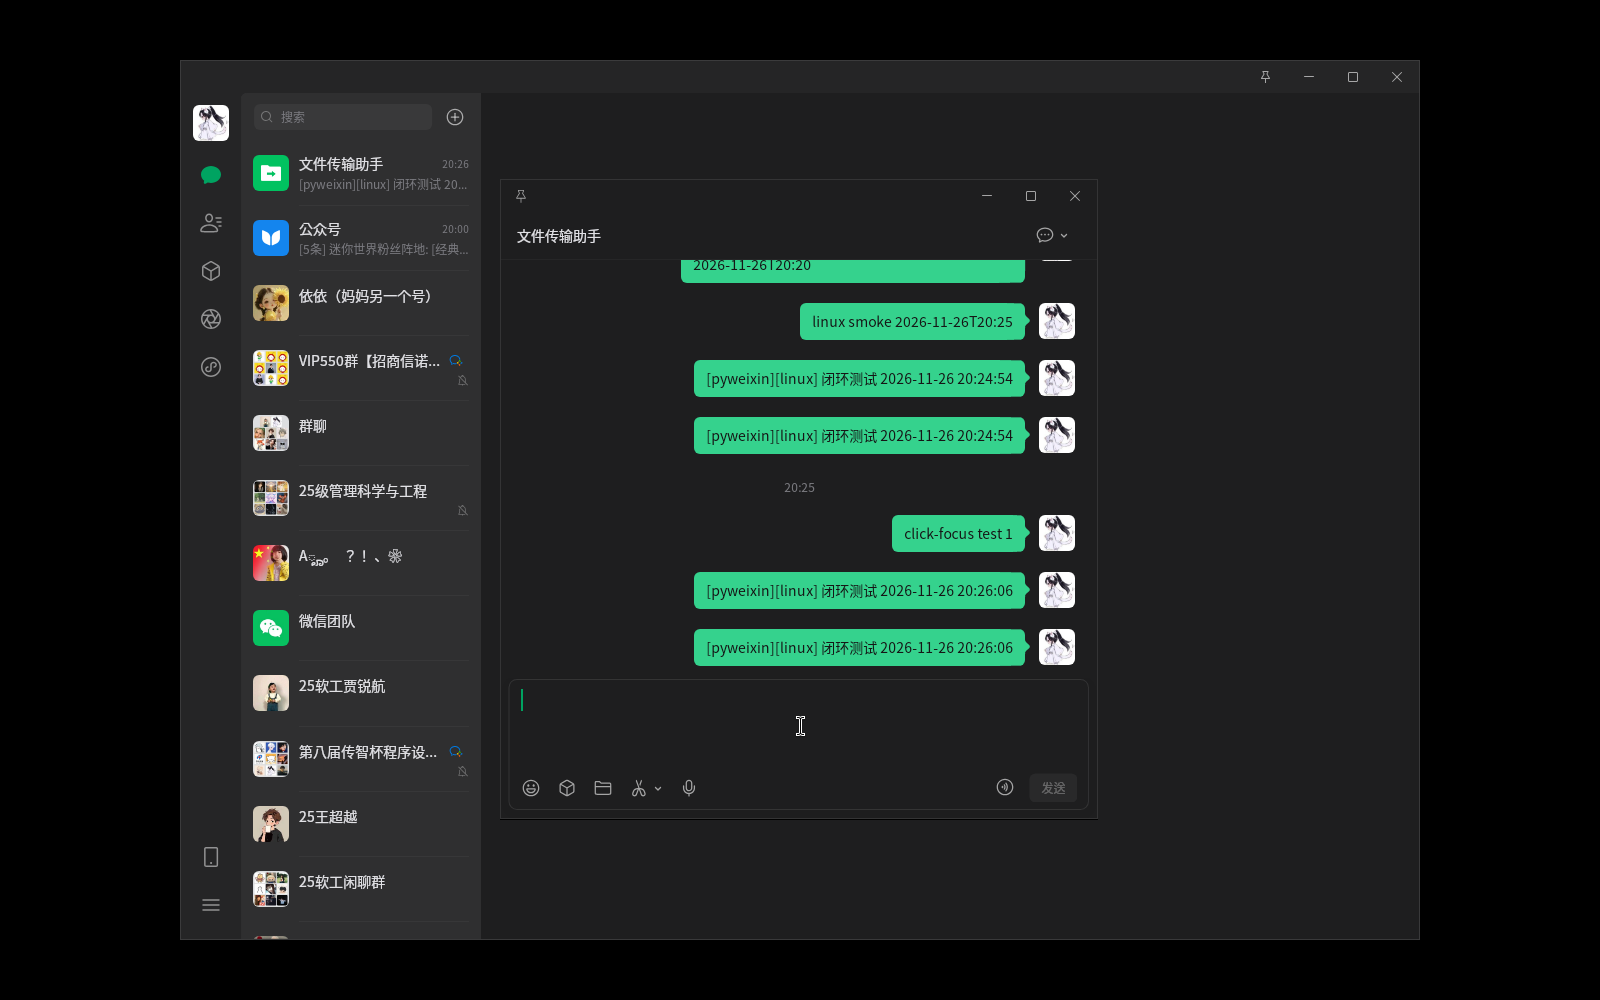 搜索
文件传输助手
20:26
[pyweixin][linux] 闭环测试 20...
公众号
20:00
[5条] 迷你世界粉丝阵地: [经典...
依依（妈妈另一个号）
VIP550群【招商信诺...
群聊
25级管理科学与工程
微信团队
25软工贾锐航
第八届传智杯程序设...
25王超越
25软工闲聊群
文件传输助手
2026-11-26T20:20
linux smoke 2026-11-26T20:25
[pyweixin][linux] 闭环测试 2026-11-26 20:24:54
[pyweixin][linux] 闭环测试 2026-11-26 20:24:54
20:25
click-focus test 1
[pyweixin][linux] 闭环测试 2026-11-26 20:26:06
[pyweixin][linux] 闭环测试 2026-11-26 20:26:06
发送